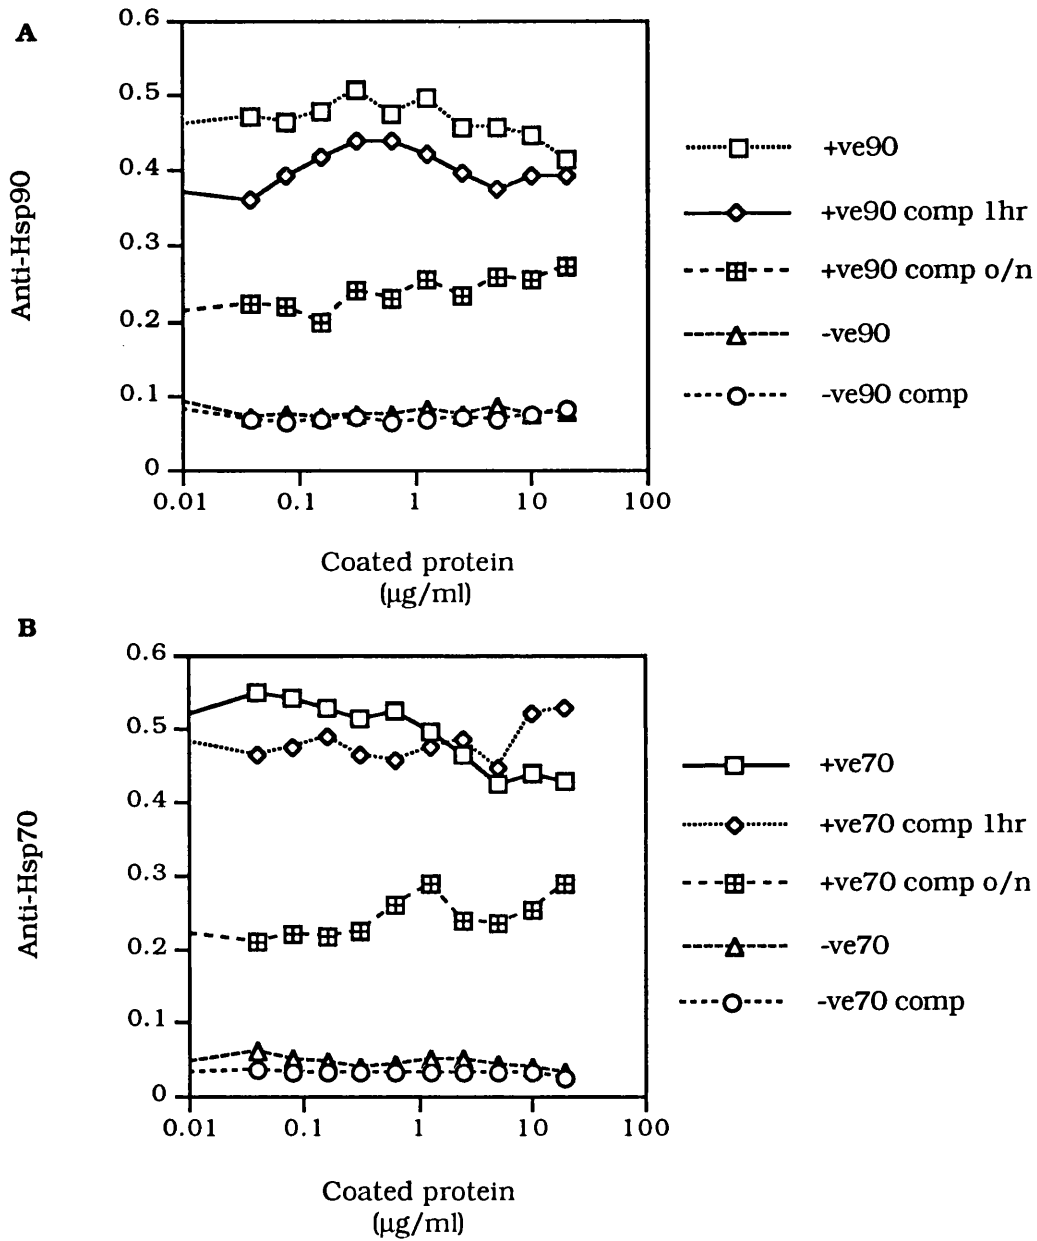 A
Anti-Hsp90
0.6
0.5
0.4
0.3
0.2
0.1
0
0.01
0.1
1
10
100
Coated protein
(µg/ml)
+ve90
+ve90 comp 1hr
+ve90 comp o/n
-ve90
-ve90 comp
B
Anti-Hsp70
0.6
0.5
0.4
0.3
0.2
0.1
0
0.01
0.1
1
10
100
Coated protein
(µg/ml)
+ve70
+ve70 comp 1hr
+ve70 comp o/n
-ve70
-ve70 comp